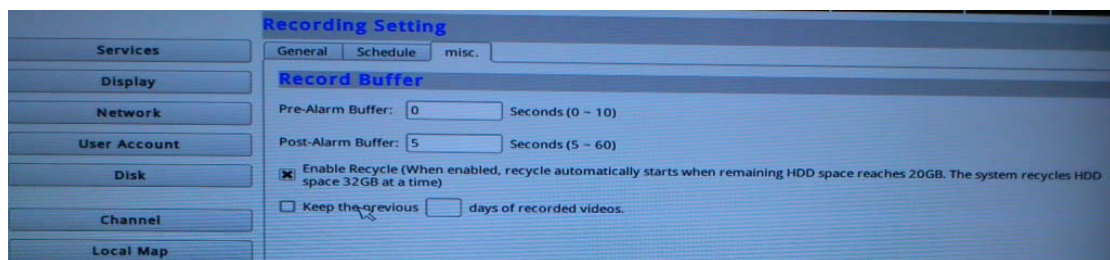 Recording Setting
Services
General Schedule misc.
Display
Record Buffer
Network
Pre-Alarm Buffer: 0 Seconds (0 ~ 10)
User Account
Post-Alarm Buffer: 5 Seconds (5 ~ 60)
Disk
Enable Recycle (When enabled, recycle automatically starts when remaining HDD space reaches 20GB. The system recycles HDD
space 32GB at a time)
Channel
Keep the previous days of recorded videos.
Local Map